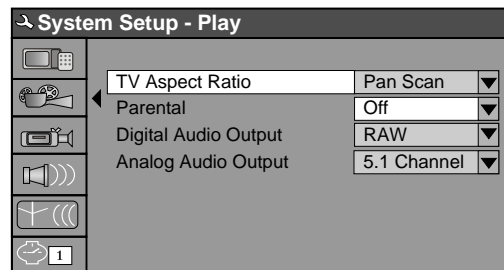 System Setup - Play
TV Aspect Ratio Pan Scan
Parental Off
Digital Audio Output RAW
Analog Audio Output 5.1 Channel
1